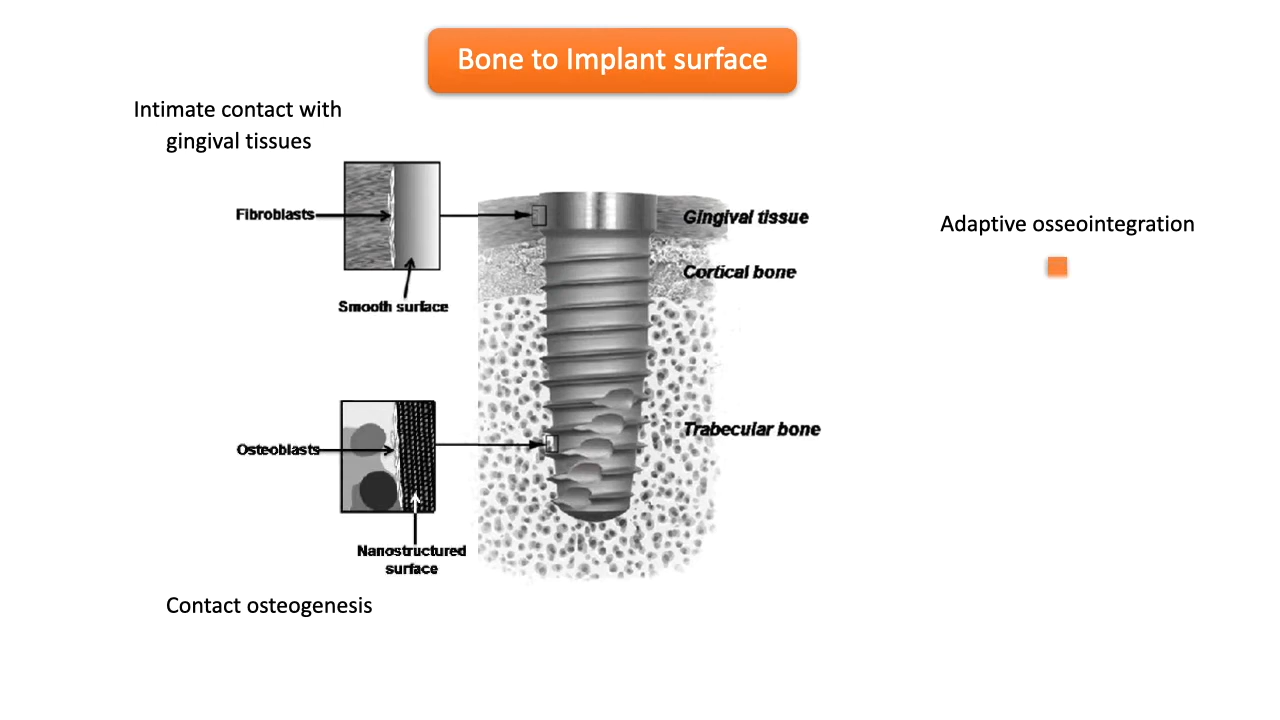 Bone to Implant surface
Intimate contact with
gingival tissues
Fibroblasts
Gingival tissue
Adaptive osseointegration
Cortical bone
Smooth surface
Trabecular bone
Osteoblasts
Nanostructured
surface
Contact osteogenesis